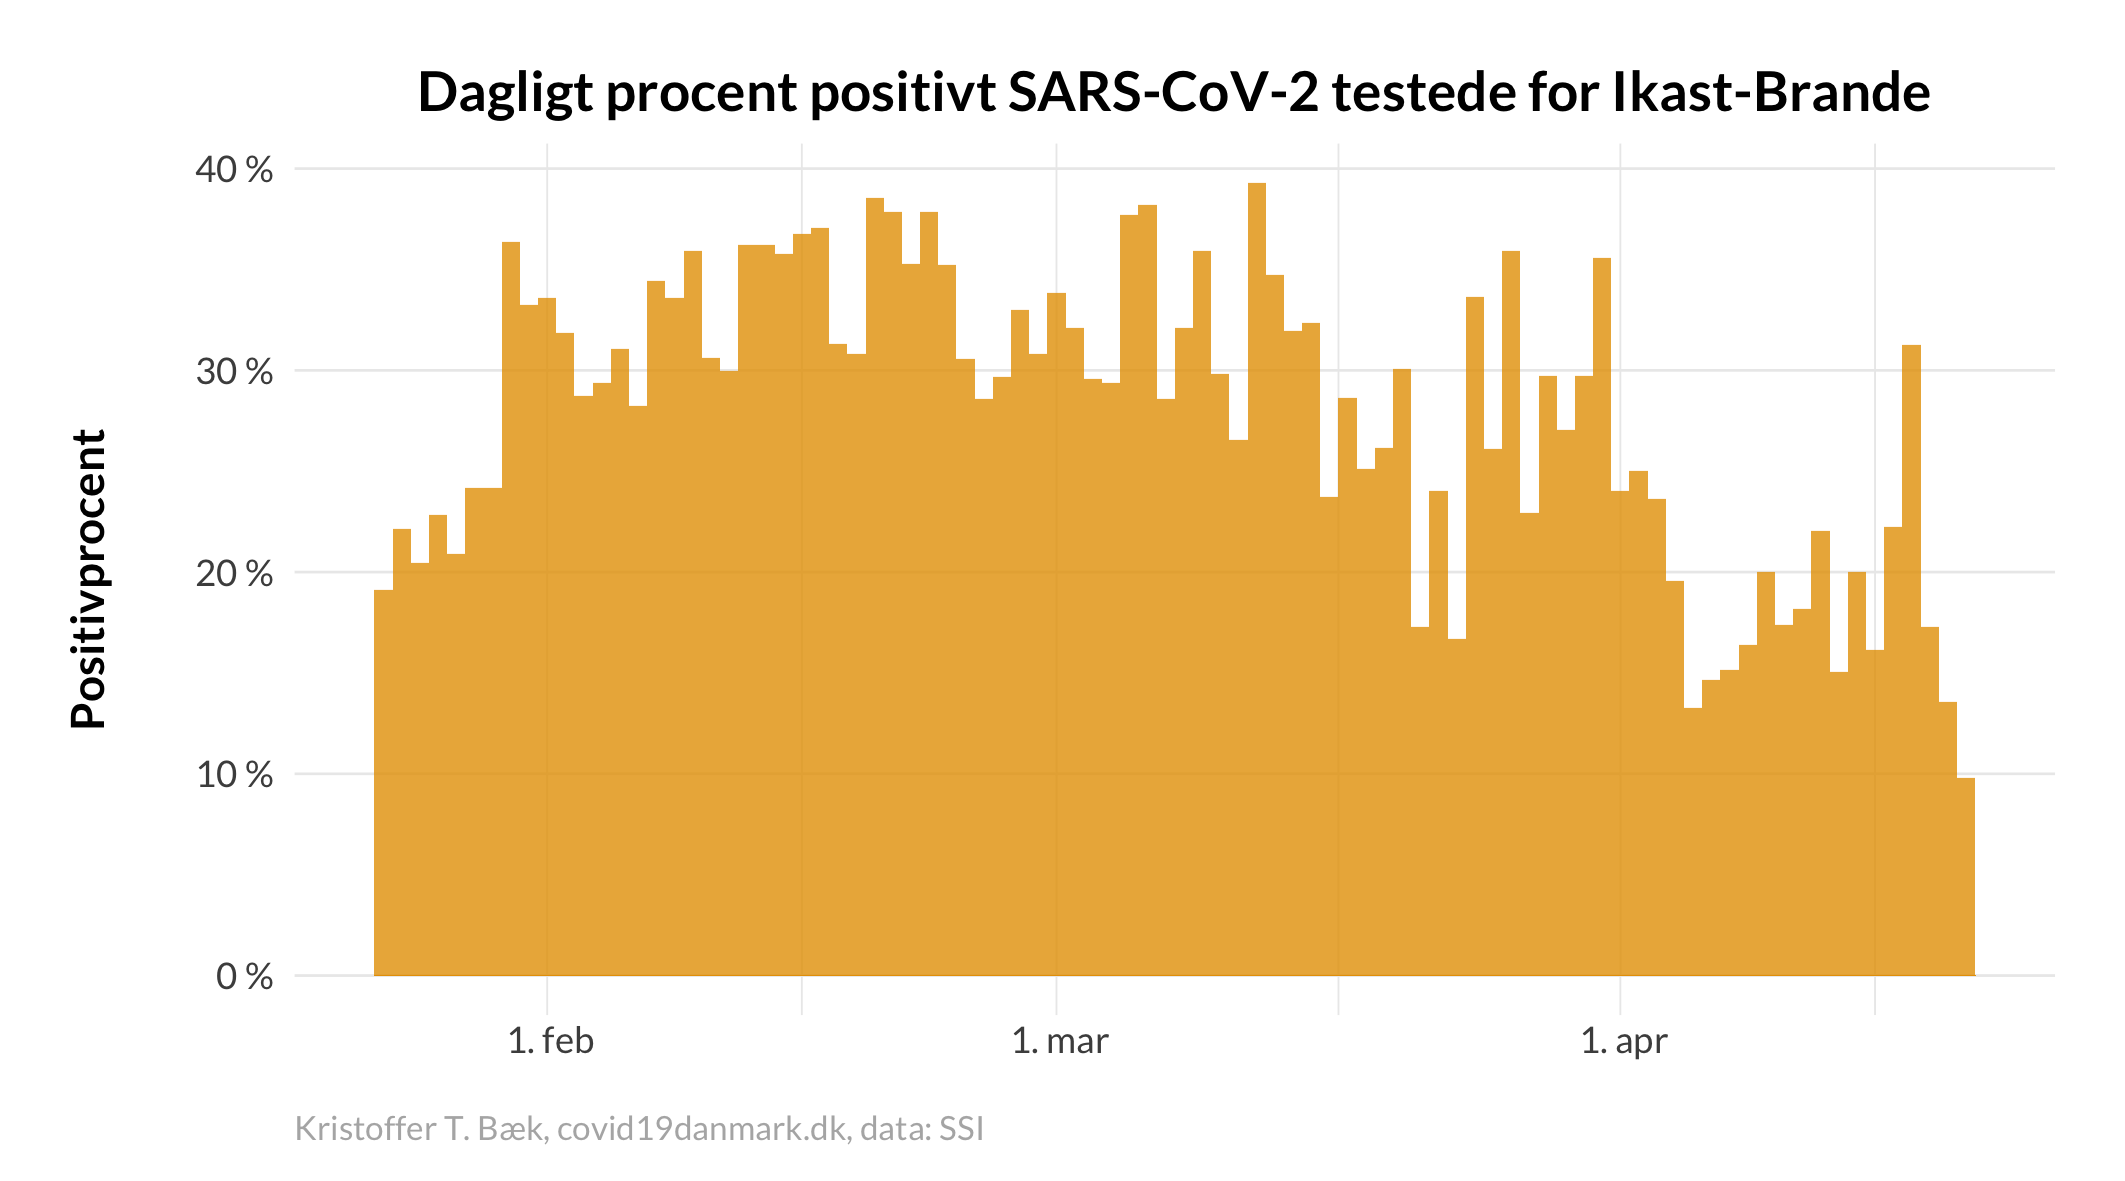 Dagligt procent positivt SARS-CoV-2 testede for Ikast-Brande
Positivprocent
40 %
30 %
20 %
10 %
0 %
1. feb
1. mar
1. apr
Kristoffer T. Bæk, covid19danmark.dk, data: SSI